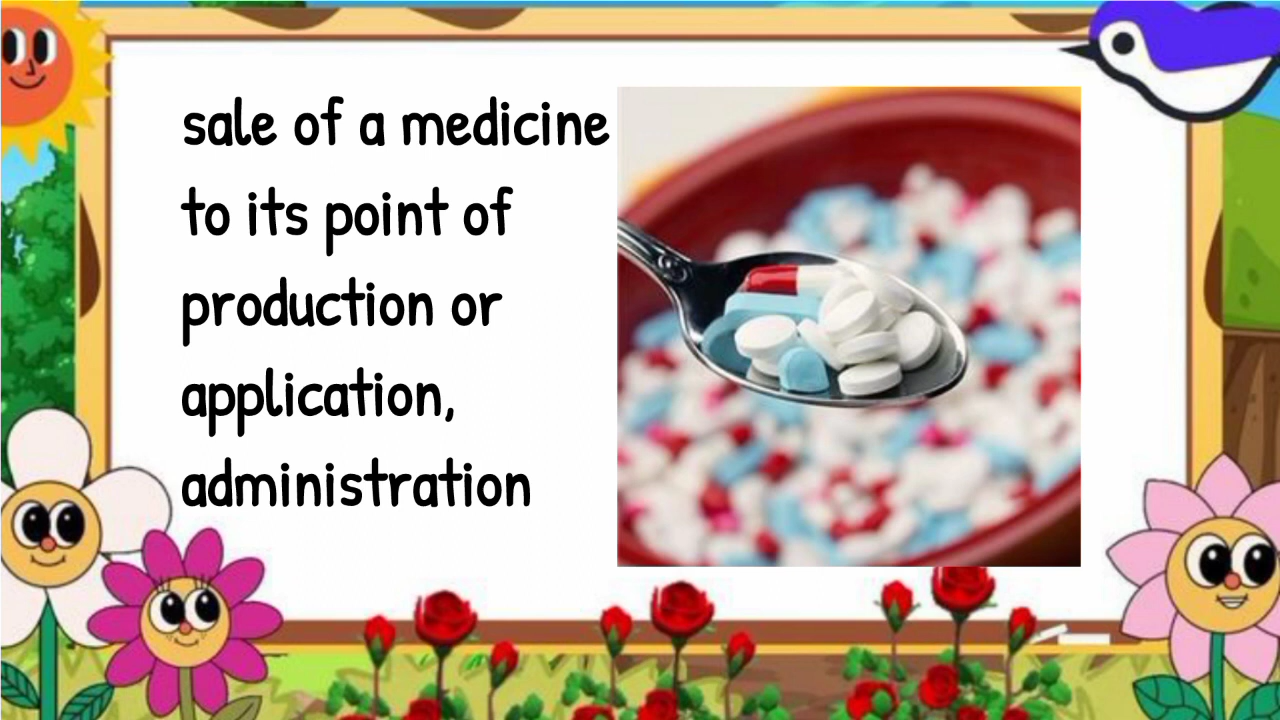 sale of a medicine
to its point of
production or
application,
administration